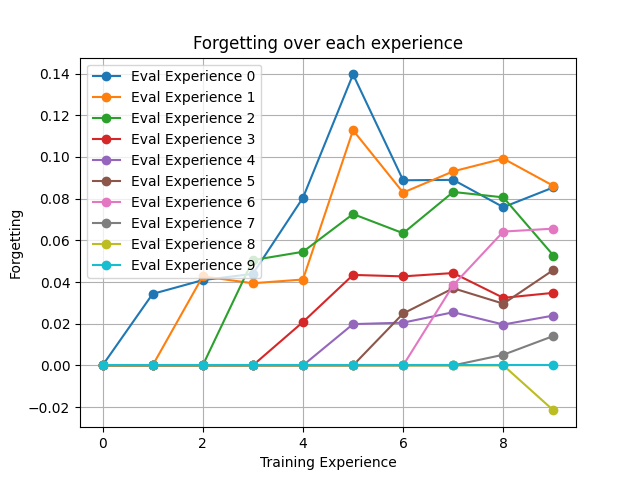 Forgetting over each experience
Eval Experience 0
Eval Experience 1
Eval Experience 2
Eval Experience 3
Eval Experience 4
Eval Experience 5
Eval Experience 6
Eval Experience 7
Eval Experience 8
Eval Experience 9
0.14
0.12
0.10
0.08
0.06
0.04
0.02
0.00
−0.02
Forgetting
0 2 4 6 8
Training Experience